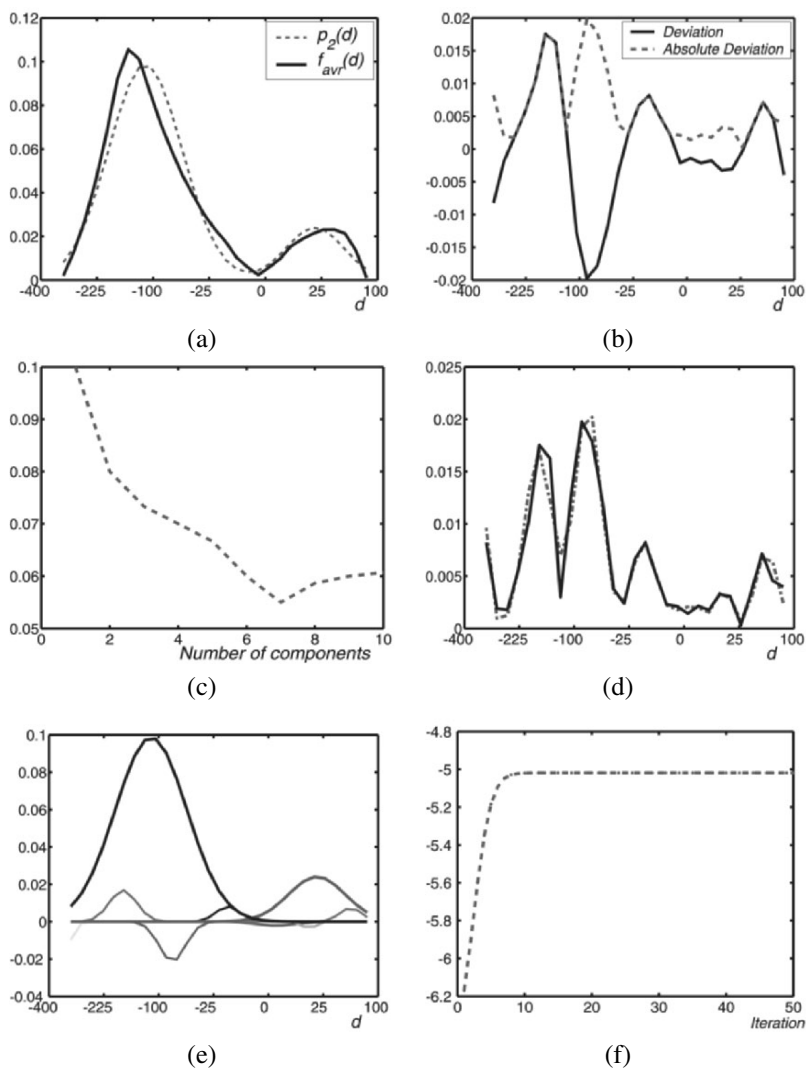 0.12
0.1
0.08
0.06
0.04
0.02
0
-400 -225 -100 0 25 100
d
p2(d)
favr(d)
(a)
0.02
0.015
0.01
0.005
0
-0.005
-0.01
-0.015
-0.02
-400 -225 -100 0 25 100
d
Deviation
Absolute Deviation
(b)
0.1
0.09
0.08
0.07
0.06
0.05
0 2 4 6 8 10
Number of components
(c)
0.025
0.02
0.015
0.01
0.005
0
-400 -225 -100 -25 0 25 100
d
(d)
0.1
0.08
0.06
0.04
0.02
0
-0.02
-0.04
-400 -225 -100 -25 0 25 100
d
(e)
-4.8
-5
-5.2
-5.4
-5.6
-5.8
-6
-6.2
0 10 20 30 40 50
Iteration
(f)